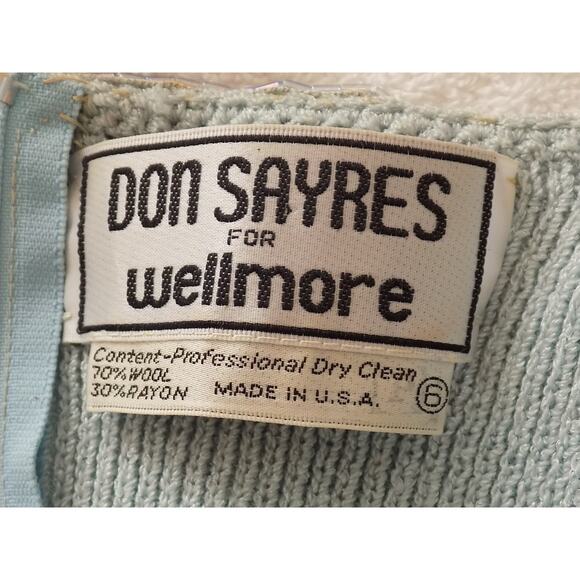 DON SAYRES
FOR
wellmore
Content-Professional Dry Clean
70% WOOL
30% RAYON MADE IN U.S.A. 6